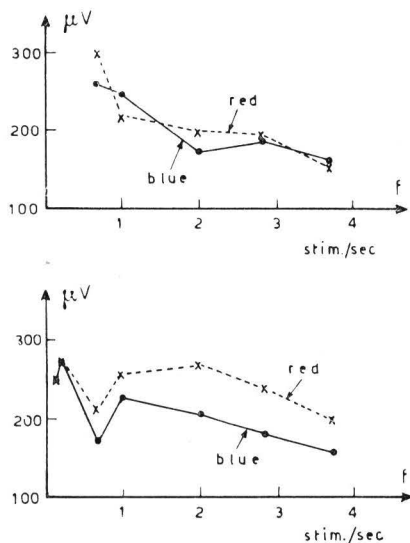 μV
300
red
200
blue
100
f
1 2 3 4
stim./sec
μV
300
red
200
blue
100
f
1 2 3 4
stim./sec